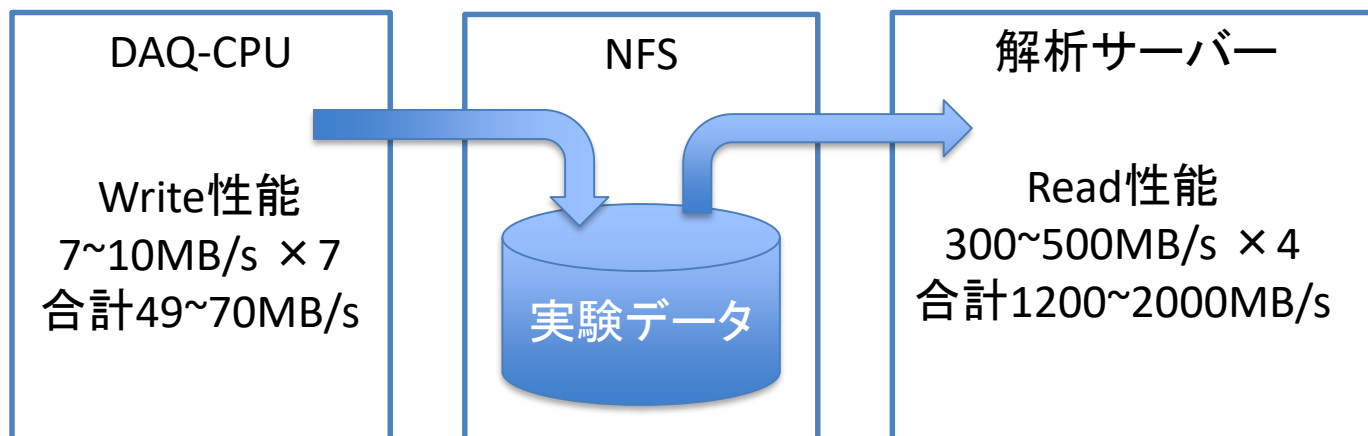 DAQ-CPU
Write性能
7~10MB/s ×7
合計49~70MB/s
NFS
実験データ
解析サーバー
Read性能
300~500MB/s ×4
合計1200~2000MB/s